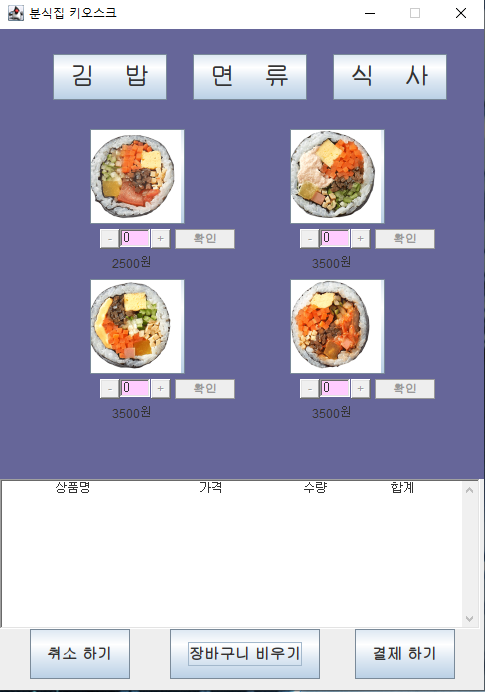 분식집 키오스크
김 밥 면 류 식 사
- 0 + 확인 - 0 + 확인
2500원 3500원
- 0 + 확인 - 0 + 확인
3500원 3500원
상품명 가격 수량 합계
취소 하기 장바구니 비우기 결제 하기